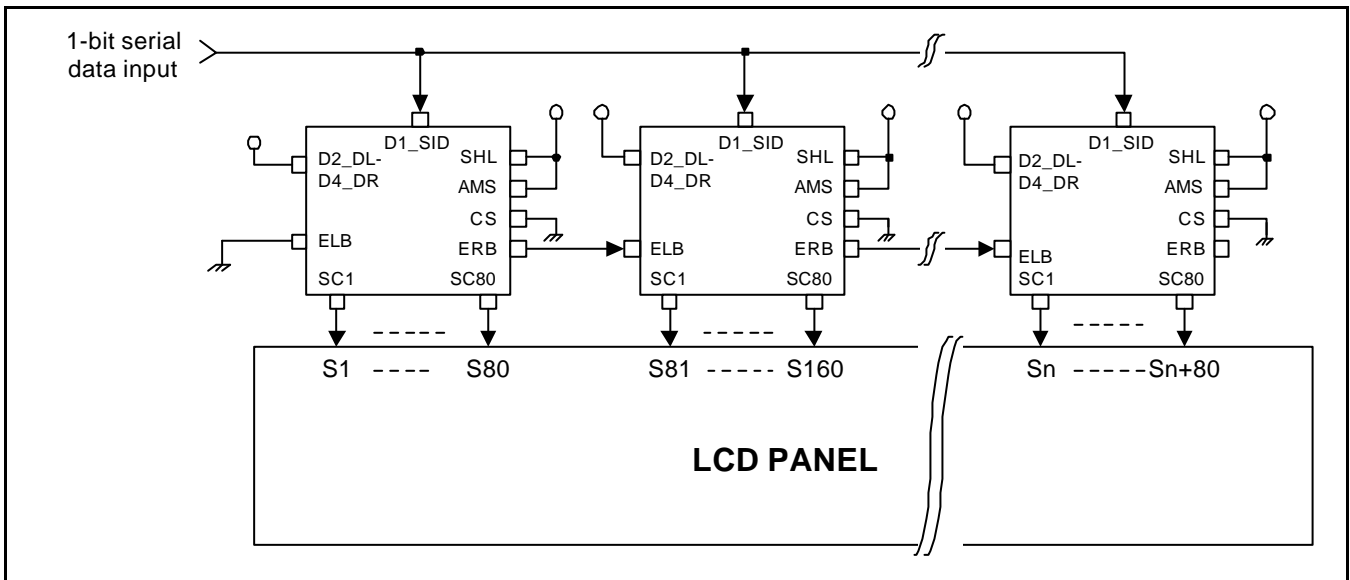 1-bit serial
data input
D1_SID
D2_DL-
D4_DR
SHL
AMS
CS
ELB
ERB
SC1
SC80
D1_SID
D2_DL-
D4_DR
SHL
AMS
CS
ELB
ERB
SC1
SC80
D1_SID
D2_DL-
D4_DR
SHL
AMS
CS
ELB
ERB
SC1
SC80
S1 ---- S80
S81 ----- S160
Sn -----Sn+80
LCD PANEL